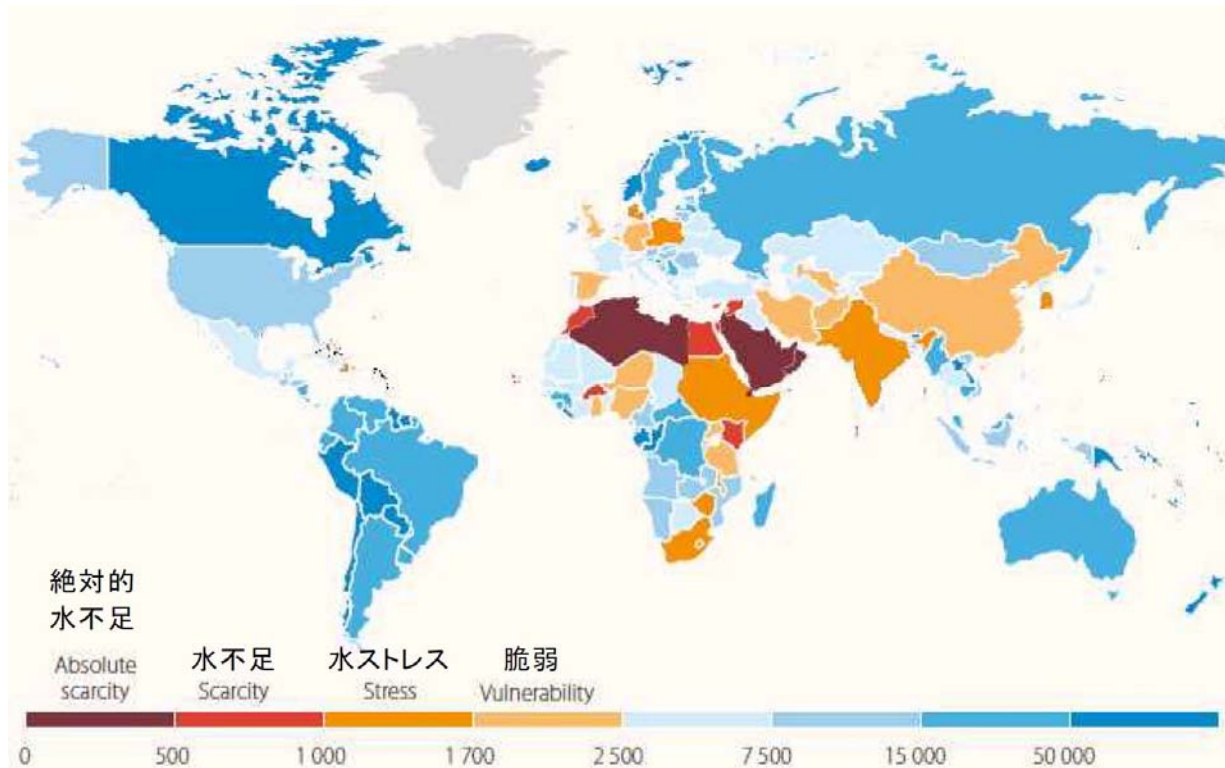 絶対的
水不足
Absolute
scarcity
水不足
Scarcity
水ストレス
Stress
脆弱
Vulnerability
0 500 1 000 1 700 2 500 7 500 15 000 50 000